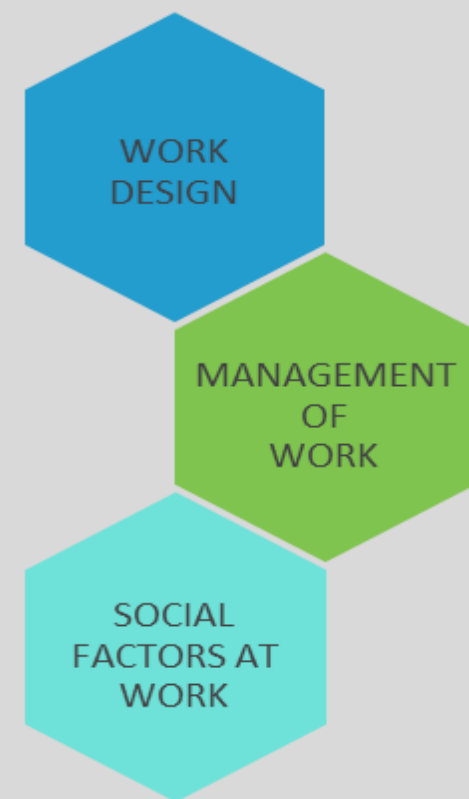 WORK
DESIGN
MANAGEMENT
OF
WORK
SOCIAL
FACTORS AT
WORK